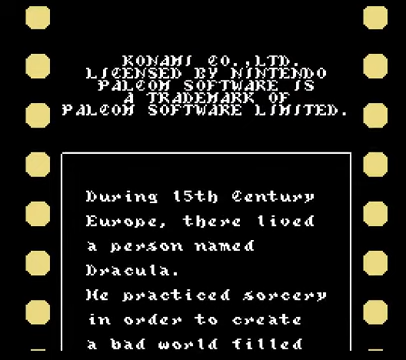 KONAMI CO.,LTD.
LICENSED BY NINTENDO
PALCOM SOFTWARE IS
A TRADEMARK OF
PALCOM SOFTWARE LIMITED.
During 15th Century
Europe, there lived
a person named
Dracula.
He practiced sorcery
in order to create
a bad world filled